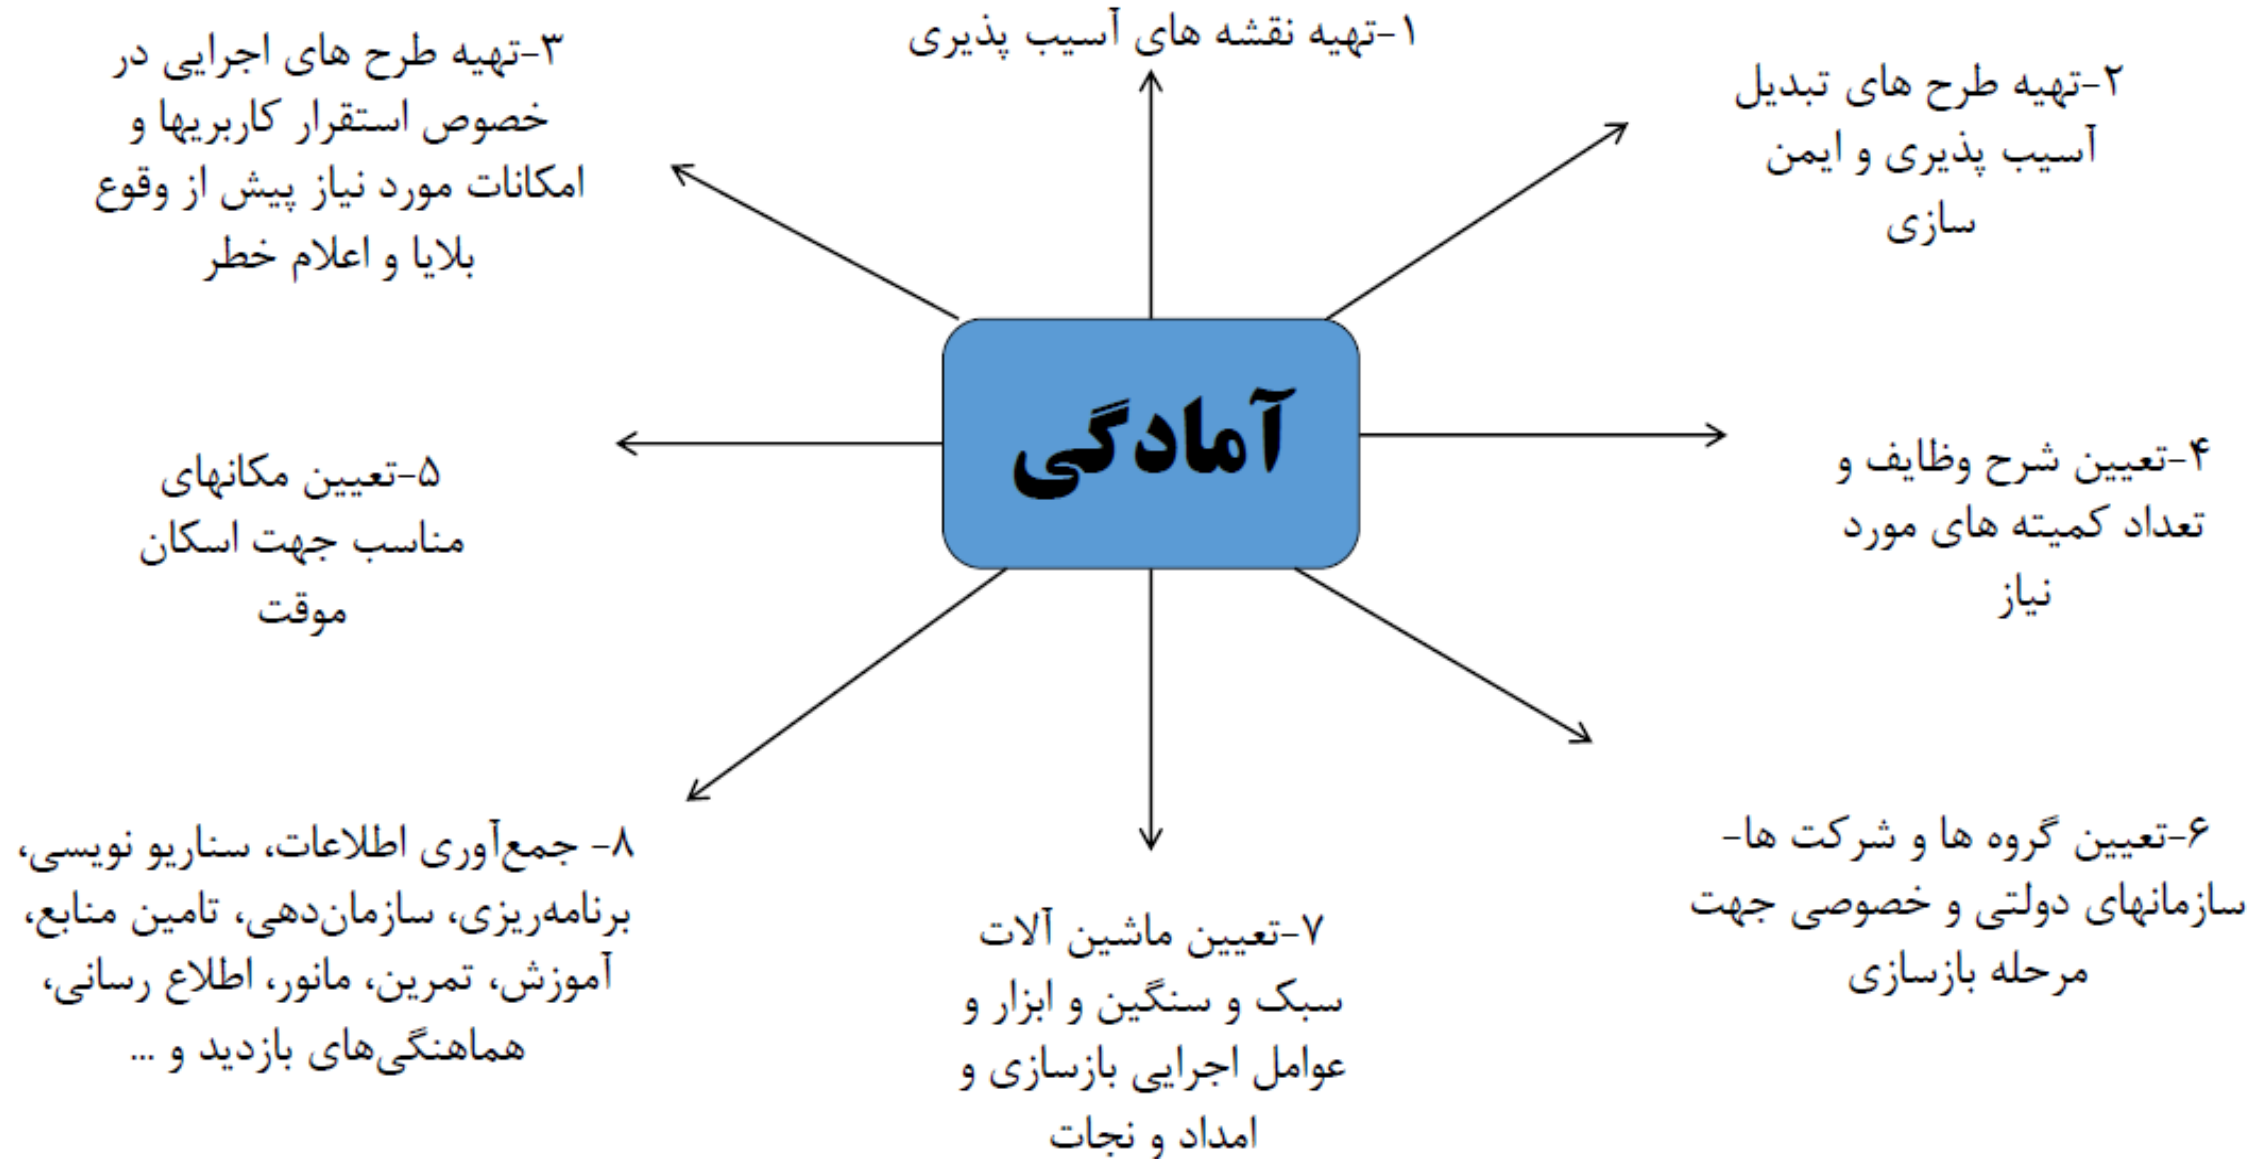 ۱-تهیه نقشه های آسیب پذیری
۲-تهیه طرح های تبدیل
آسیب پذیری و ایمن
سازی
۳-تهیه طرح های اجرایی در
خصوص استقرار کاربریها و
امکانات مورد نیاز پیش از وقوع
بلایا و اعلام خطر
آمادگی
۴-تعیین شرح وظایف و
تعداد کمیته های مورد
نیاز
۵-تعیین مکانهای
مناسب جهت اسکان
موقت
۶-تعیین گروه ها و شرکت ها-
سازمانهای دولتی و خصوصی جهت
مرحله بازسازی
۷-تعیین ماشین آلات
سبک و سنگین و ابزار و
عوامل اجرایی بازسازی و
امداد و نجات
۸- جمع‌آوری اطلاعات، سناریو نویسی،
برنامه‌ریزی، سازمان‌دهی، تامین منابع،
آموزش، تمرین، مانور، اطلاع رسانی،
هماهنگی‌های بازدید و ...